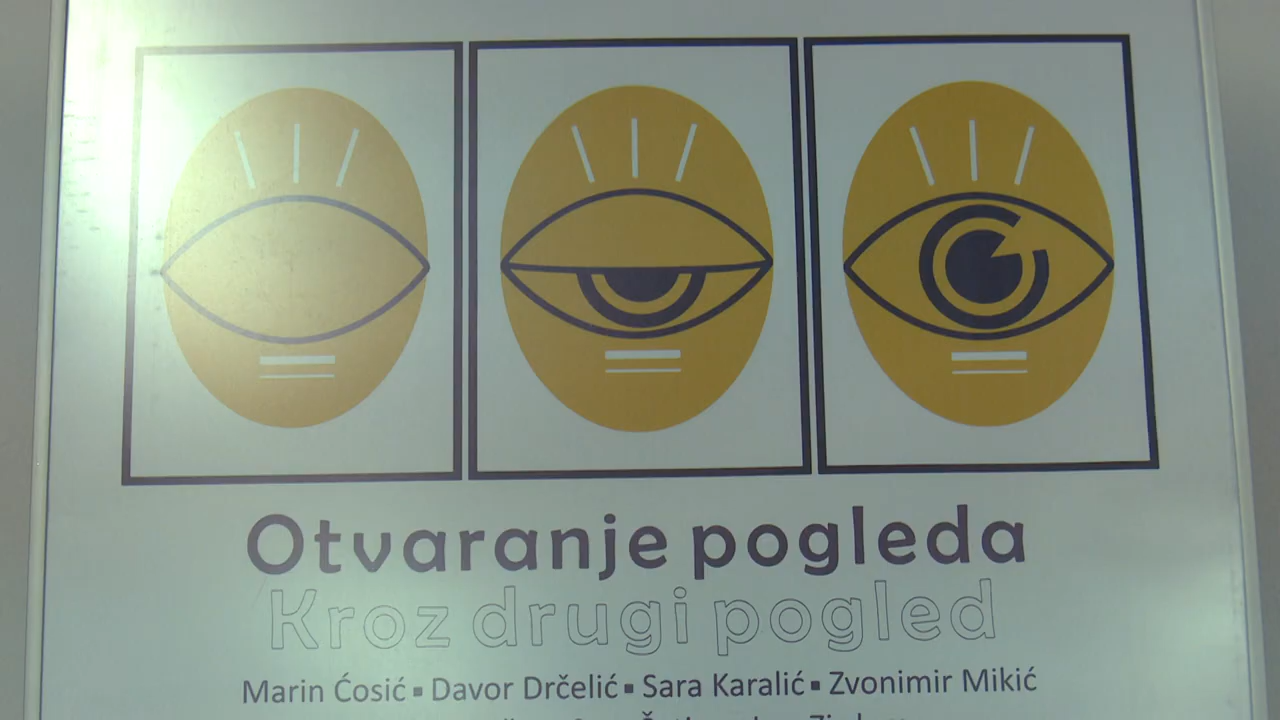 Otvaranje pogleda
Kroz drugi pogled
Marin Ćosić ▪ Davor Drčelić ▪ Sara Karalić ▪ Zvonimir Mikić